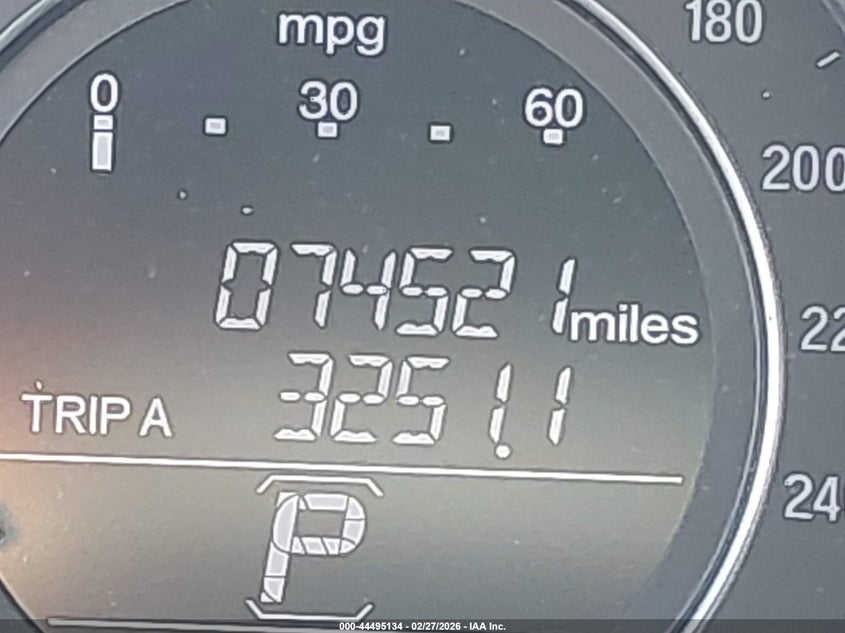 mpg
180
0 30 60
200
074521 miles
22
TRIP A 3251.1
24
P
000-44495134 - 02/27/2026 - IAA Inc.